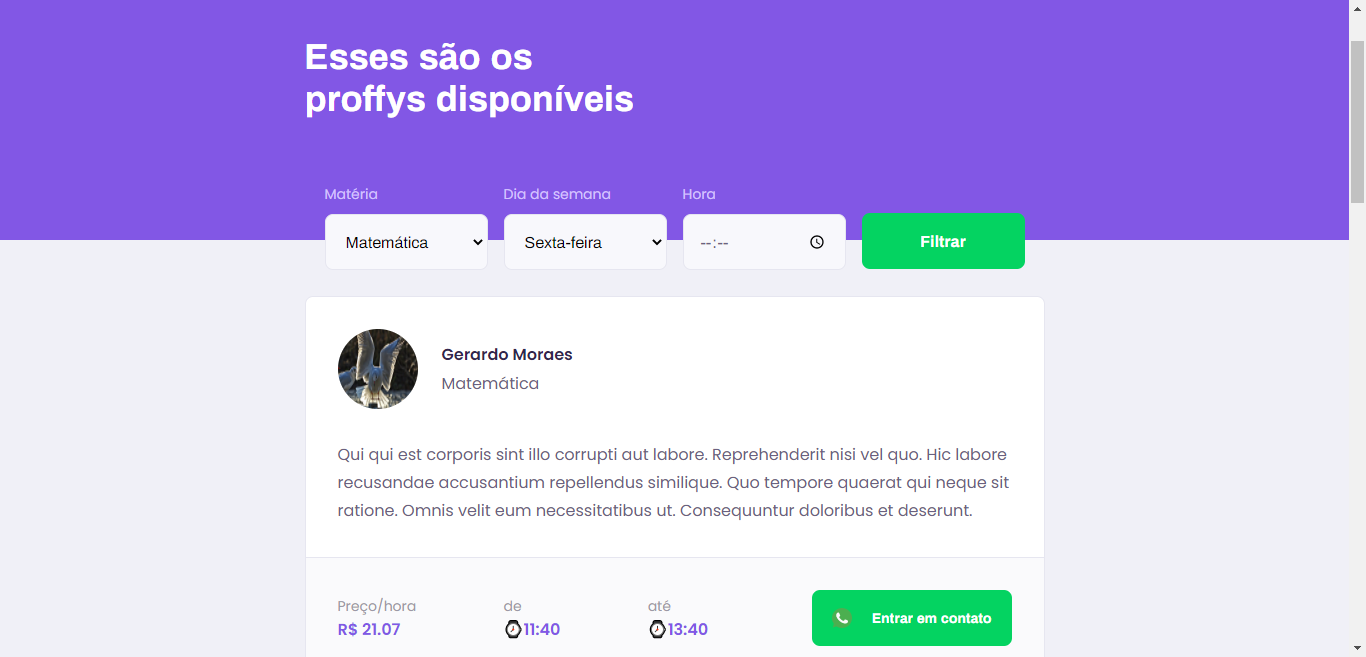 Esses são os
proffys disponíveis
Matéria
Dia da semana
Hora
Matemática
Sexta-feira
--:--
Filtrar
Gerardo Moraes
Matemática
Qui qui est corporis sint illo corrupti aut labore. Reprehenderit nisi vel quo. Hic labore
recusandae accusantium repellendus similique. Quo tempore quaerat qui neque sit
ratione. Omnis velit eum necessitatibus ut. Consequuntur doloribus et deserunt.
Preço/hora
R$ 21.07
de
11:40
até
13:40
Entrar em contato